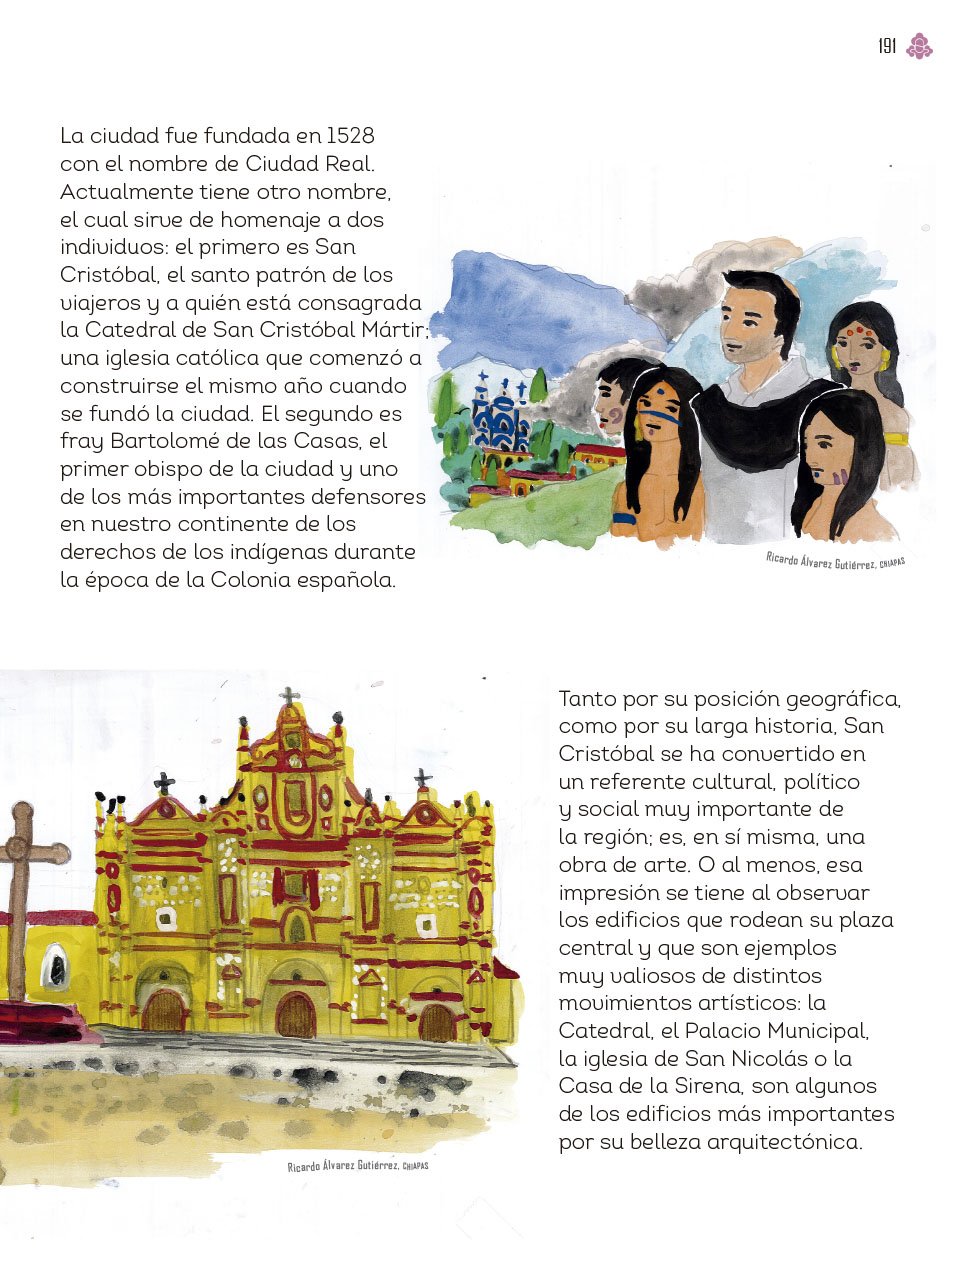 191
La ciudad fue fundada en 1528
con el nombre de Ciudad Real.
Actualmente tiene otro nombre,
el cual sirve de homenaje a dos
individuos: el primero es San
Cristóbal, el santo patrón de los
viajeros y a quién está consagrada
la Catedral de San Cristóbal Mártir;
una iglesia católica que comenzó a
construirse el mismo año cuando
se fundó la ciudad. El segundo es
fray Bartolomé de las Casas, el
primer obispo de la ciudad y uno
de los más importantes defensores
en nuestro continente de los
derechos de los indígenas durante
la época de la Colonia española.
Ricardo Álvarez Gutiérrez, CHIAPAS
Tanto por su posición geográfica,
como por su larga historia, San
Cristóbal se ha convertido en
un referente cultural, político
y social muy importante de
la región; es, en sí misma, una
obra de arte. O al menos, esa
impresión se tiene al observar
los edificios que rodean su plaza
central y que son ejemplos
muy valiosos de distintos
movimientos artísticos: la
Catedral, el Palacio Municipal,
la iglesia de San Nicolás o la
Casa de la Sirena, son algunos
de los edificios más importantes
por su belleza arquitectónica.
Ricardo Álvarez Gutiérrez, CHIAPAS